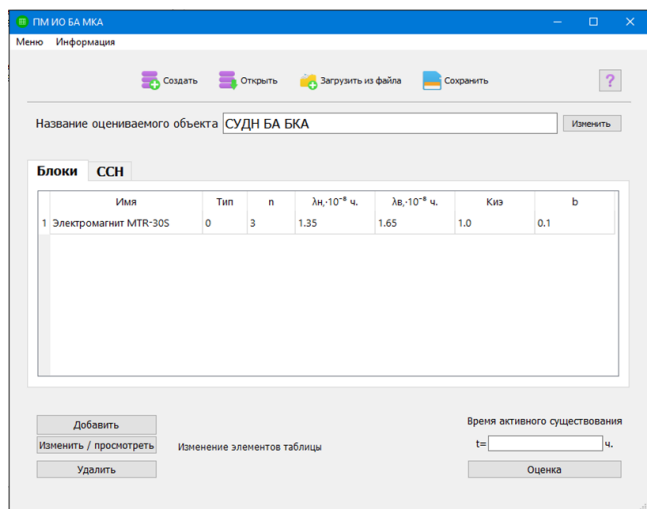 ПМ ИО БА МКА
Меню Информация
Создать Открыть Загрузить из файла Сохранить ?
Название оцениваемого объекта СУДН БА БКА Изменить
Блоки ССН
Имя Тип n λн,·10⁻⁸ ч. λв,·10⁻⁸ ч. Kиэ b
1 Электромагнит MTR-30S 0 3 1.35 1.65 1.0 0.1
Добавить
Время активного существования
Изменить / просмотреть Изменение элементов таблицы t= ч.
Удалить Оценка